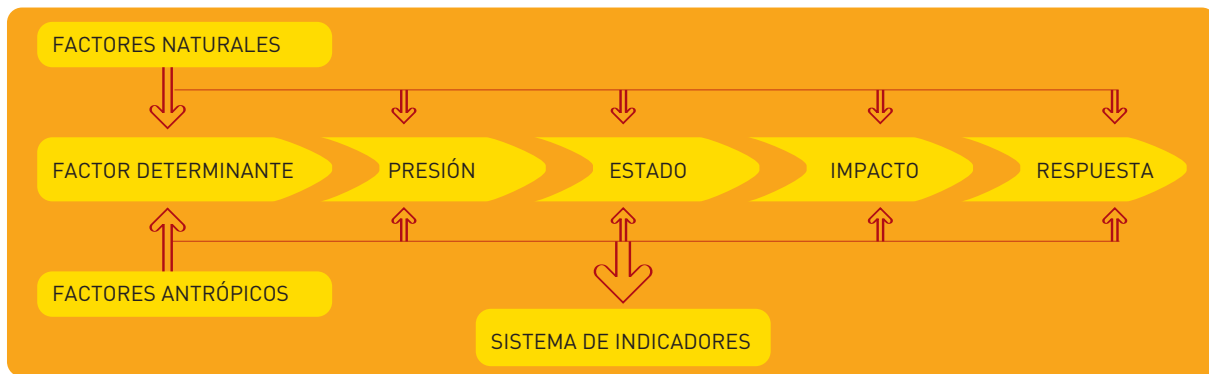 FACTORES NATURALES
FACTOR DETERMINANTE
PRESIÓN
ESTADO
IMPACTO
RESPUESTA
FACTORES ANTRÓPICOS
SISTEMA DE INDICADORES